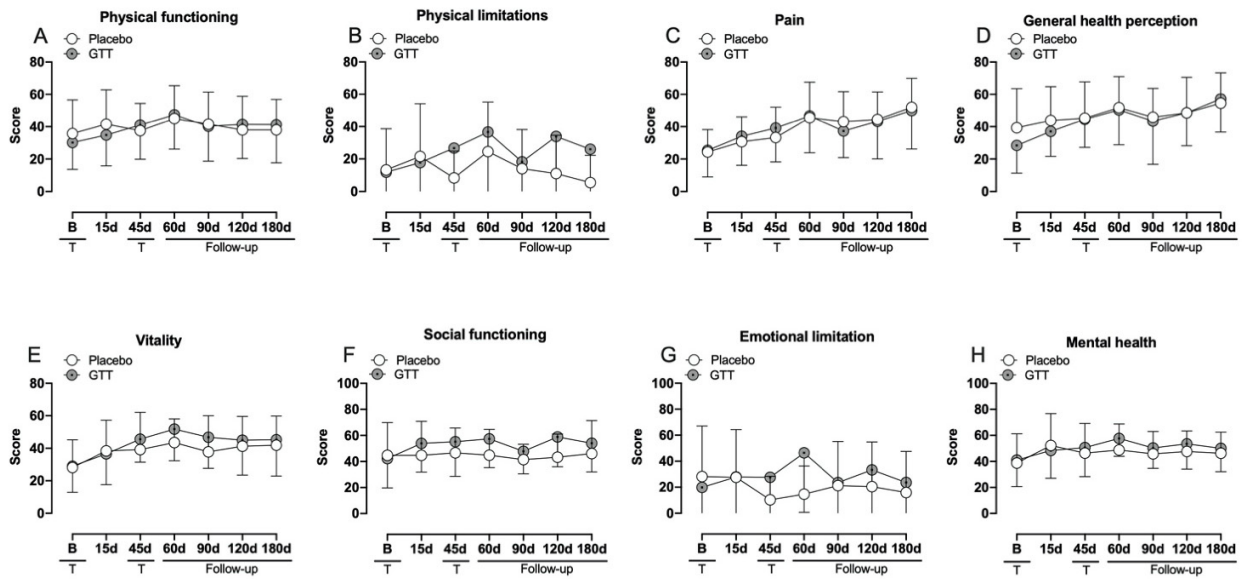 Physical functioning
A
Placebo
GTT
80
60
40
20
0
Score
B 15d 45d 60d 90d 120d 180d
T T Follow-up
Physical limitations
B
Placebo
GTT
80
60
40
20
0
Score
B 15d 45d 60d 90d 120d 180d
T T Follow-up
Pain
C
Placebo
GTT
80
60
40
20
0
Score
B 15d 45d 60d 90d 120d 180d
T T Follow-up
General health perception
D
Placebo
GTT
80
60
40
20
0
Score
B 15d 45d 60d 90d 120d 180d
T T Follow-up
Vitality
E
Placebo
GTT
80
60
40
20
0
Score
B 15d 45d 60d 90d 120d 180d
T T Follow-up
Social functioning
F
Placebo
GTT
100
80
60
40
20
0
Score
B 15d 45d 60d 90d 120d 180d
T T Follow-up
Emotional limitation
G
Placebo
GTT
100
80
60
40
20
0
Score
B 15d 45d 60d 90d 120d 180d
T T Follow-up
Mental health
H
Placebo
GTT
100
80
60
40
20
0
Score
B 15d 45d 60d 90d 120d 180d
T T Follow-up